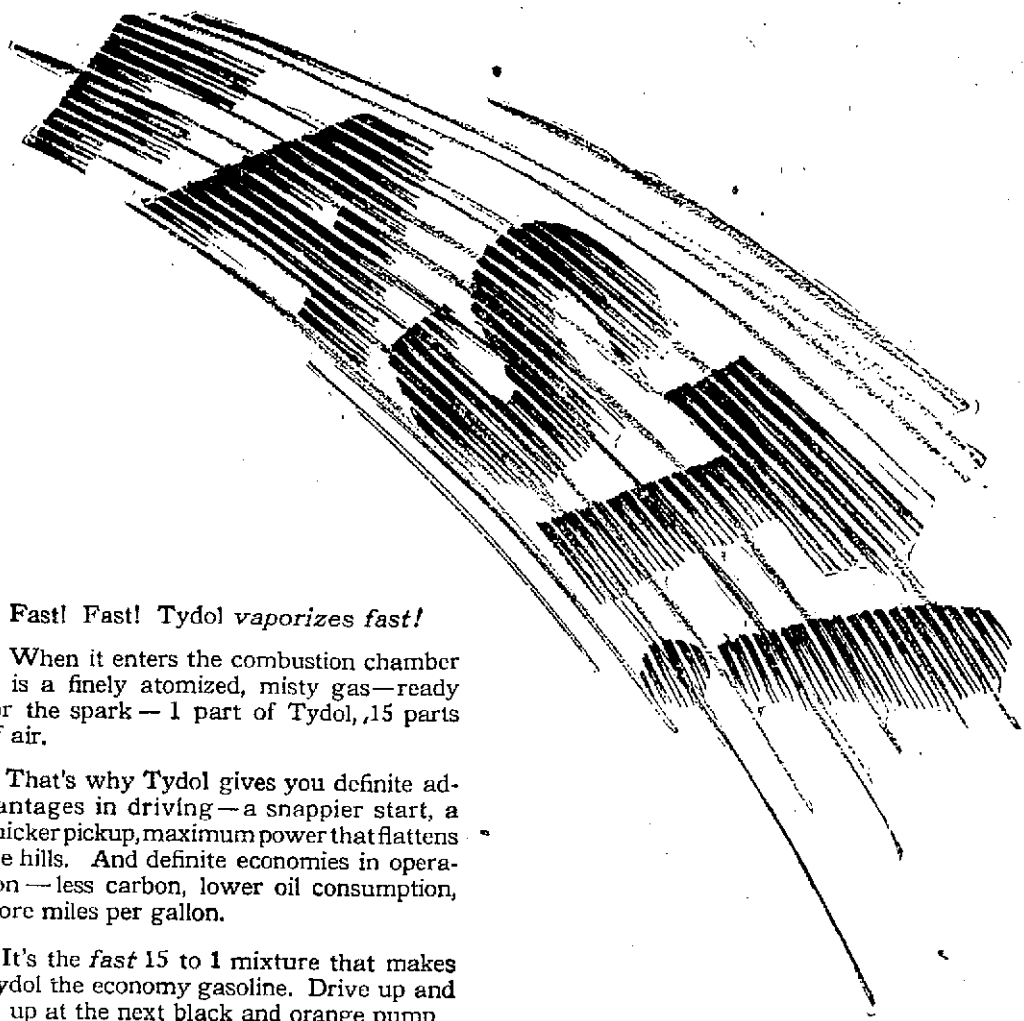 Fast! Fast! Tydol vaporizes fast!
When it enters the combustion chamber
is a finely atomized, misty gas—ready
r the spark — 1 part of Tydol, 15 parts
f air.
That's why Tydol gives you definite ad-
antages in driving — a snappier start, a
uicker pickup, maximum power that flattens
e hills. And definite economies in opera-
on — less carbon, lower oil consumption,
ore miles per gallon.
It's the fast 15 to 1 mixture that makes
ydol the economy gasoline. Drive up and
up at the next black and orange pump